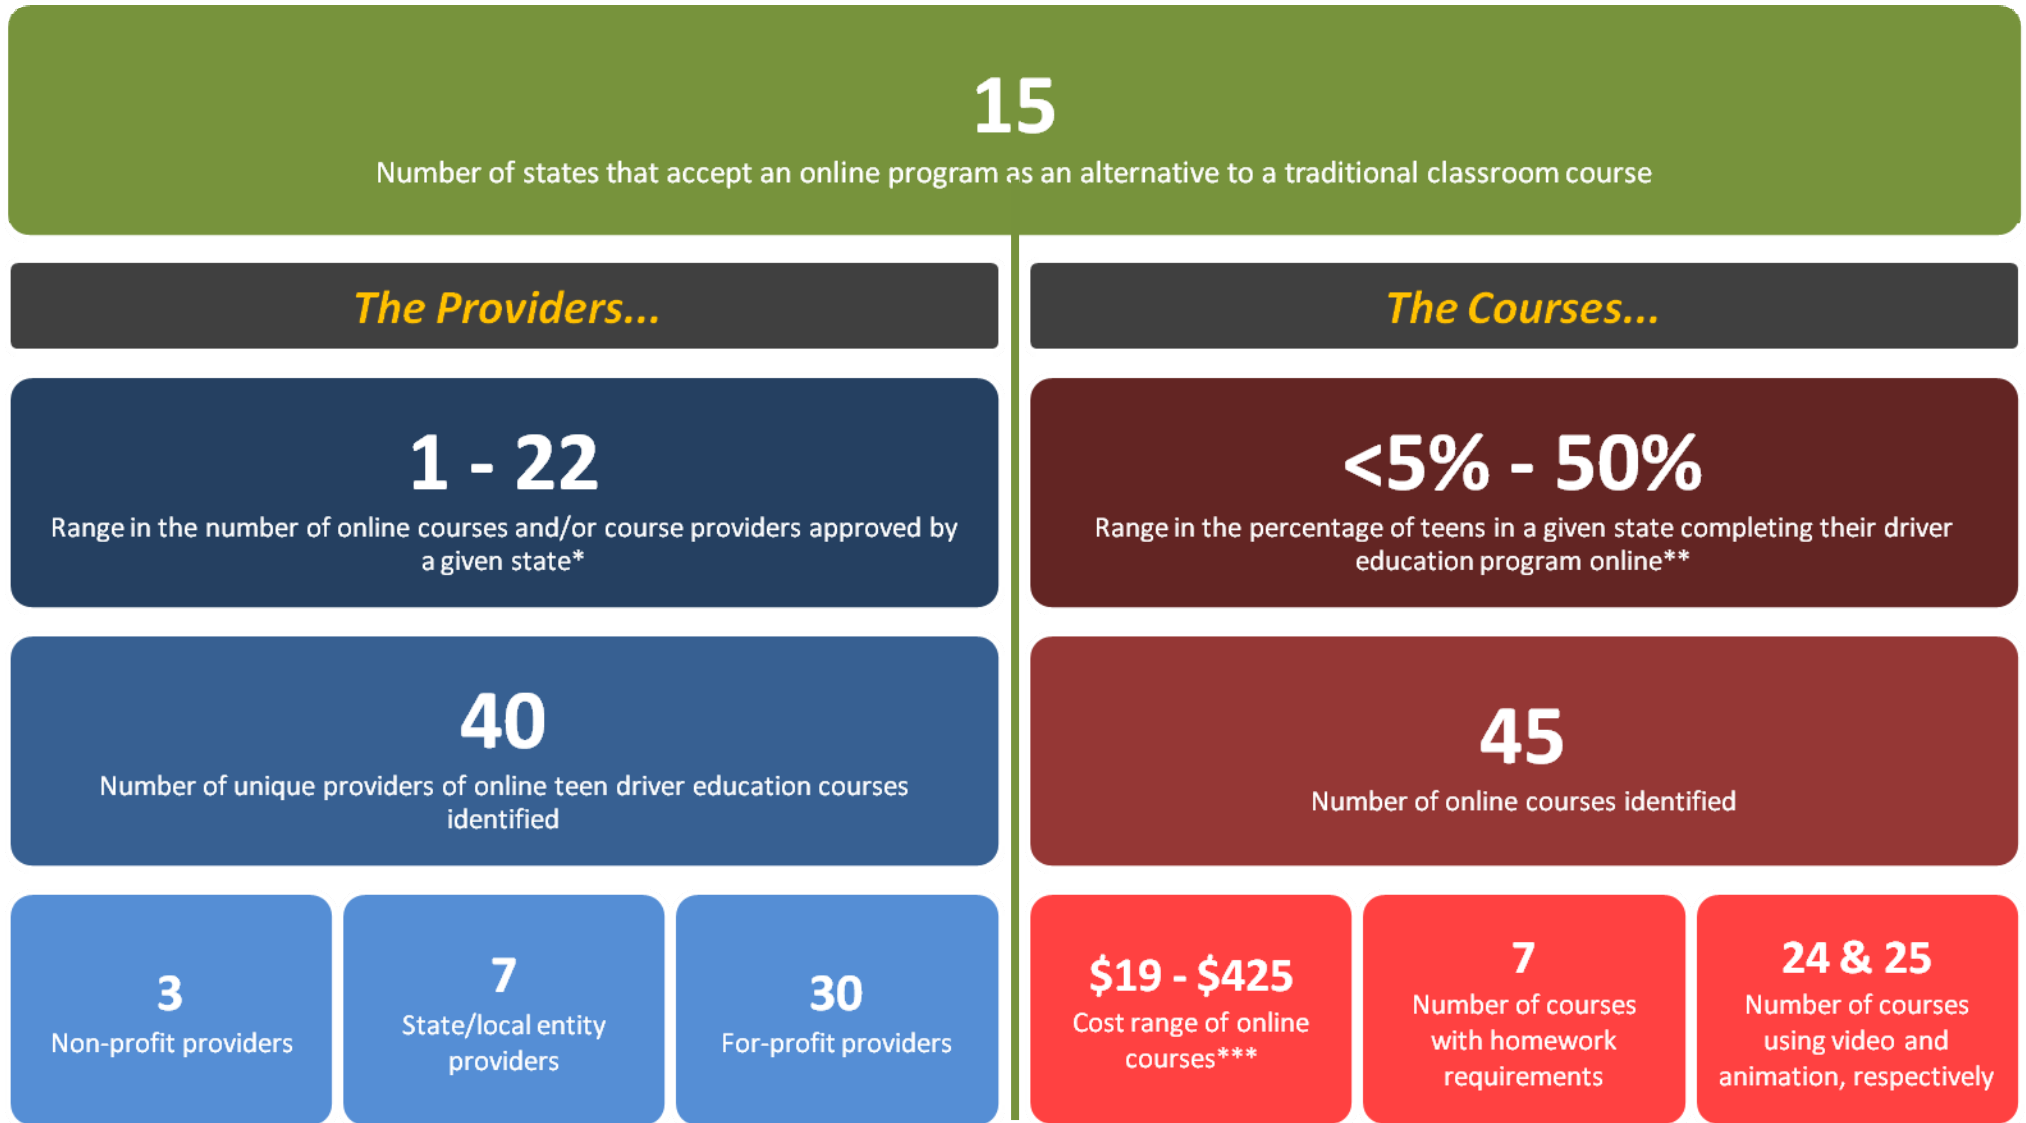 15
Number of states that accept an online program as an alternative to a traditional classroom course
The Providers...
1 - 22
Range in the number of online courses and/or course providers approved by
a given state*
40
Number of unique providers of online teen driver education courses
identified
3
Non-profit providers
7
State/local entity
providers
30
For-profit providers
The Courses...
<5% - 50%
Range in the percentage of teens in a given state completing their driver
education program online**
45
Number of online courses identified
$19 - $425
Cost range of online
courses***
7
Number of courses
with homework
requirements
24 & 25
Number of courses
using video and
animation, respectively